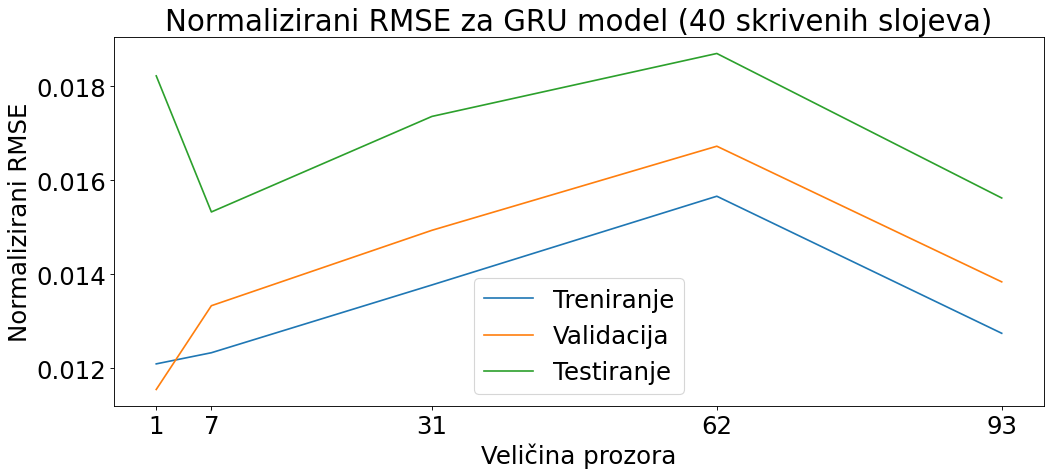 Normalizirani RMSE za GRU model (40 skrivenih slojeva)
Normalizirani RMSE
0.018
0.016
0.014
0.012
Treniranje
Validacija
Testiranje
1 7 31 62 93
Veličina prozora